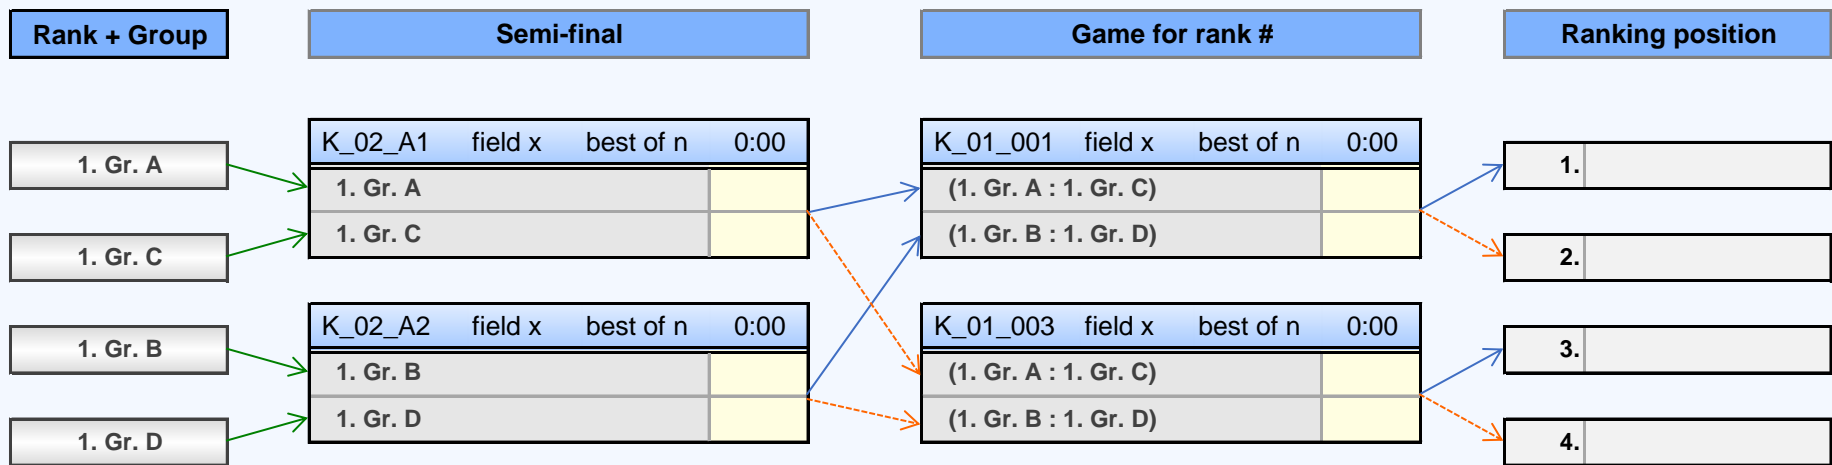 Rank + Group
Semi-final
Game for rank #
Ranking position
1. Gr. A
1. Gr. C
1. Gr. B
1. Gr. D
K_02_A1 field x best of n 0:00
1. Gr. A
1. Gr. C
K_02_A2 field x best of n 0:00
1. Gr. B
1. Gr. D
K_01_001 field x best of n 0:00
(1. Gr. A : 1. Gr. C)
(1. Gr. B : 1. Gr. D)
K_01_003 field x best of n 0:00
(1. Gr. A : 1. Gr. C)
(1. Gr. B : 1. Gr. D)
1.
2.
3.
4.